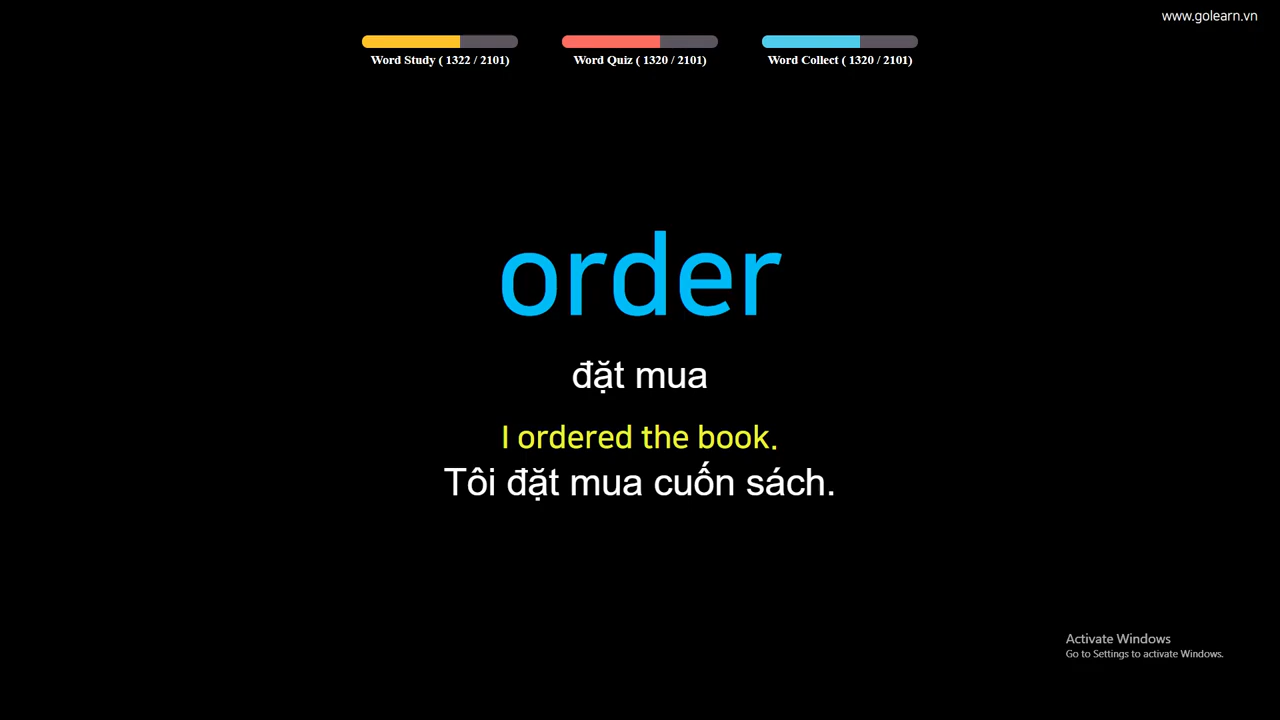 www.golearn.vn
Word Study ( 1322 / 2101)
Word Quiz ( 1320 / 2101)
Word Collect ( 1320 / 2101)
order
đặt mua
I ordered the book.
Tôi đặt mua cuốn sách.
Activate Windows
Go to Settings to activate Windows.